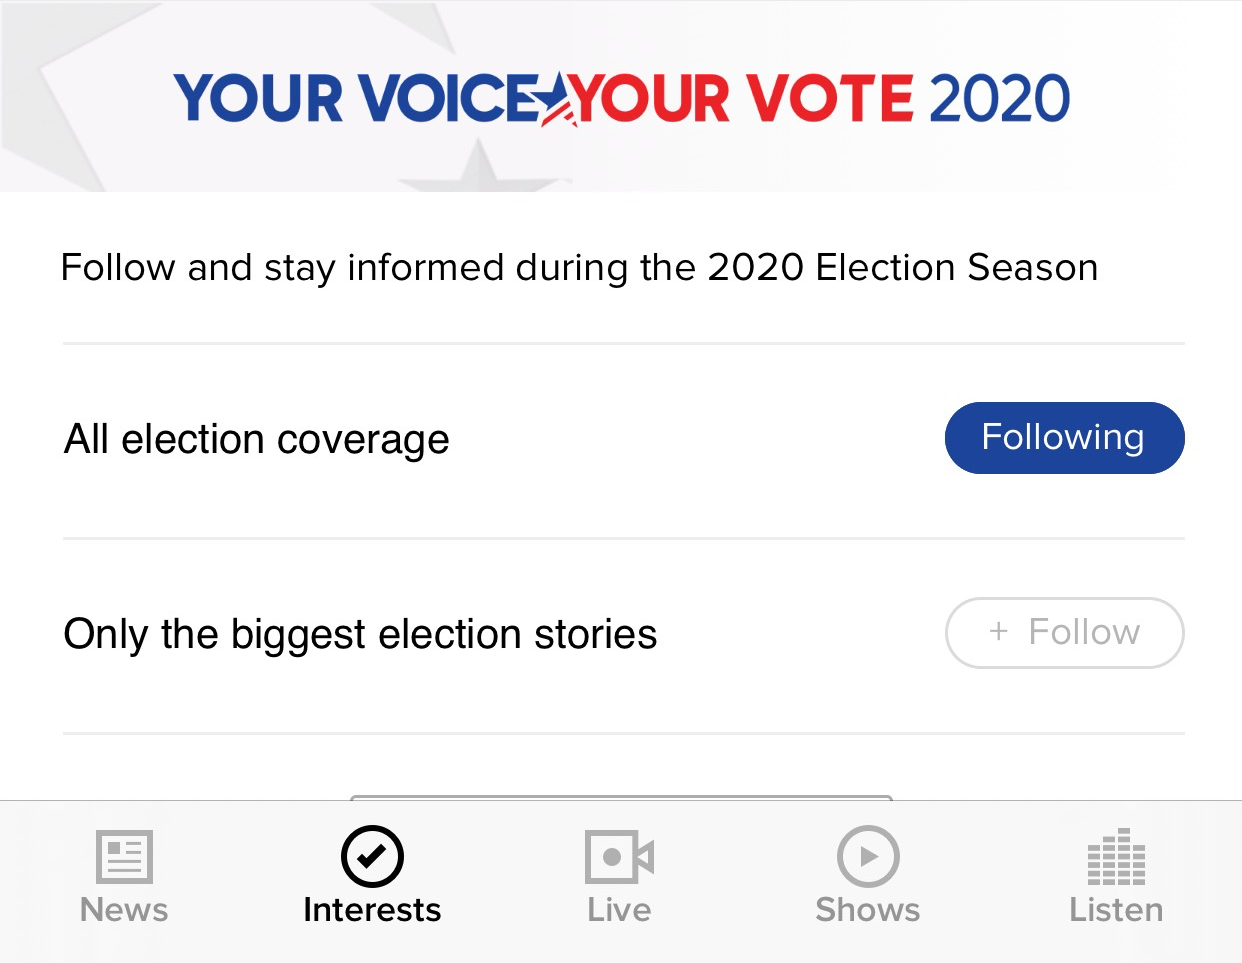 YOUR VOICE YOUR VOTE 2020
Follow and stay informed during the 2020 Election Season
All election coverage
Following
Only the biggest election stories
+ Follow
News
Interests
Live
Shows
Listen